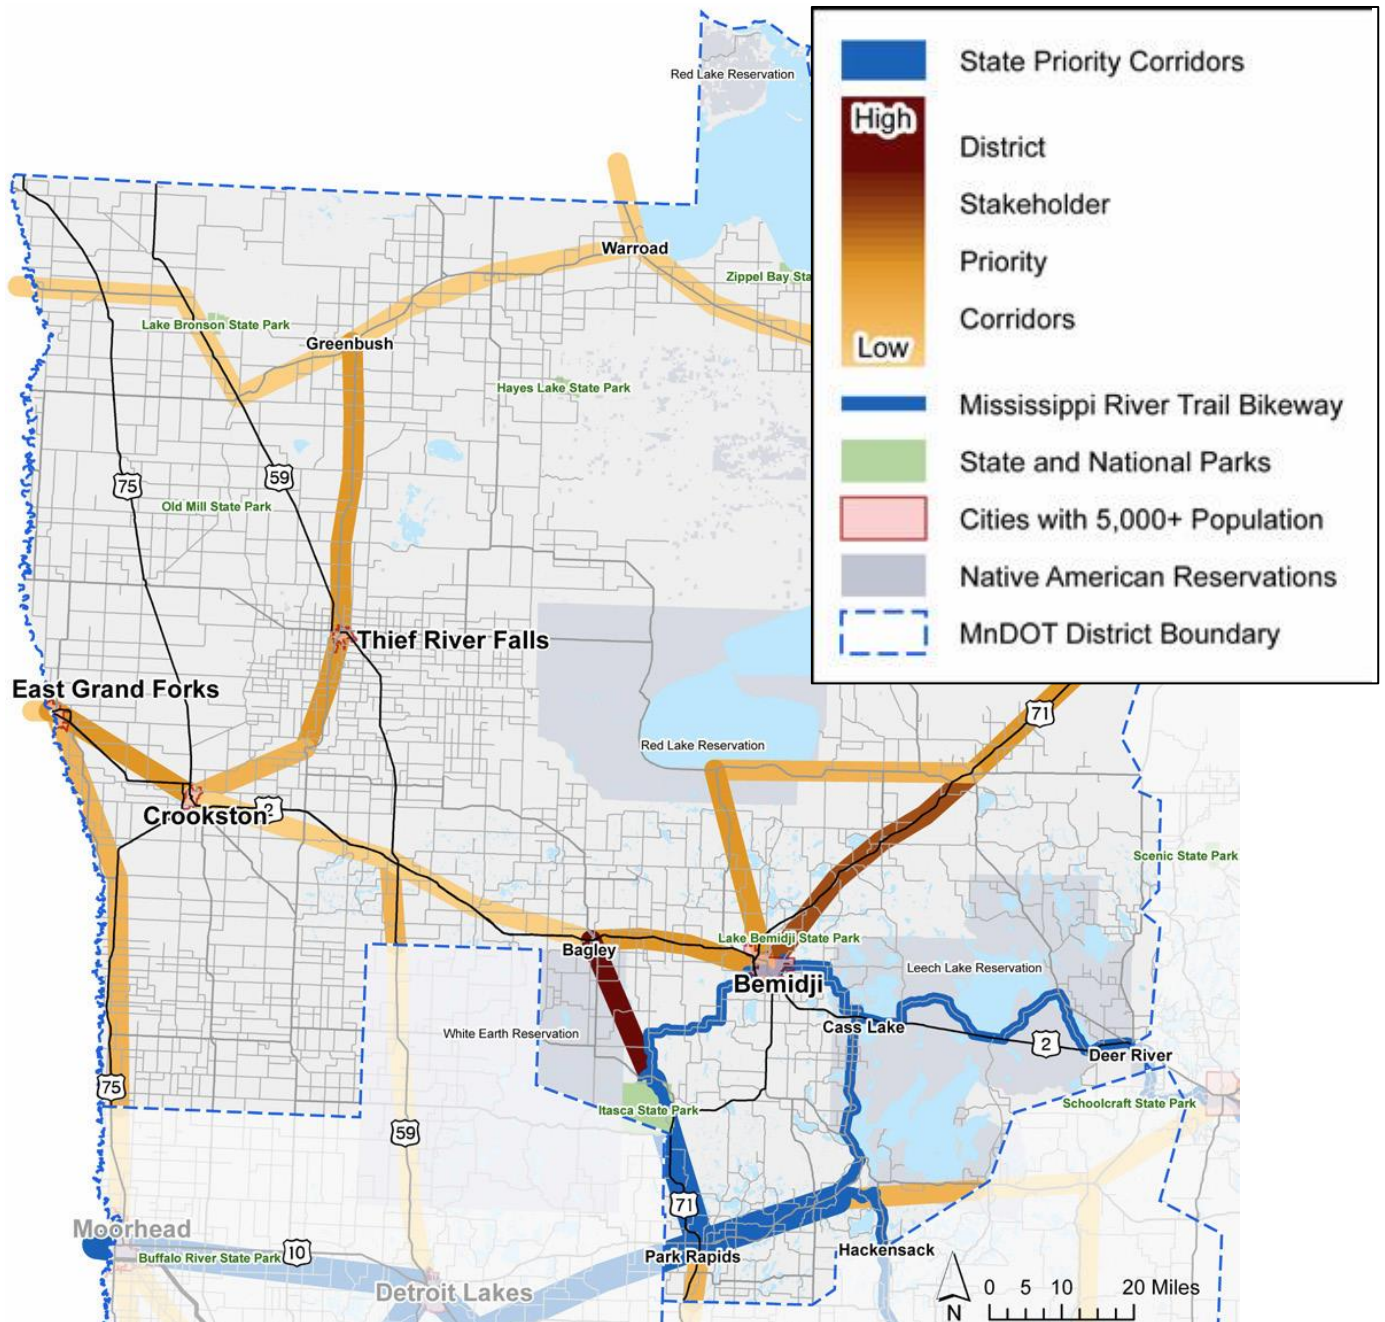 Red Lake Reservation
State Priority Corridors
High
District
Stakeholder
Priority
Corridors
Low
Mississippi River Trail Bikeway
State and National Parks
Cities with 5,000+ Population
Native American Reservations
MnDOT District Boundary
Warroad
Zippel Bay Sta
Lake Bronson State Park
Greenbush
Hayes Lake State Park
59
75
Old Mill State Park
Thief River Falls
East Grand Forks
71
Red Lake Reservation
Crookston
2
Scenic State Park
Lake Bemidji State Park
Bagley
Leech Lake Reservation
Bemidji
Cass Lake
White Earth Reservation
2
Deer River
75
Itasca State Park
Schoolcraft State Park
59
71
Moorhead
Buffalo River State Park
10
Park Rapids
Hackensack
Detroit Lakes
N
0 5 10 20 Miles